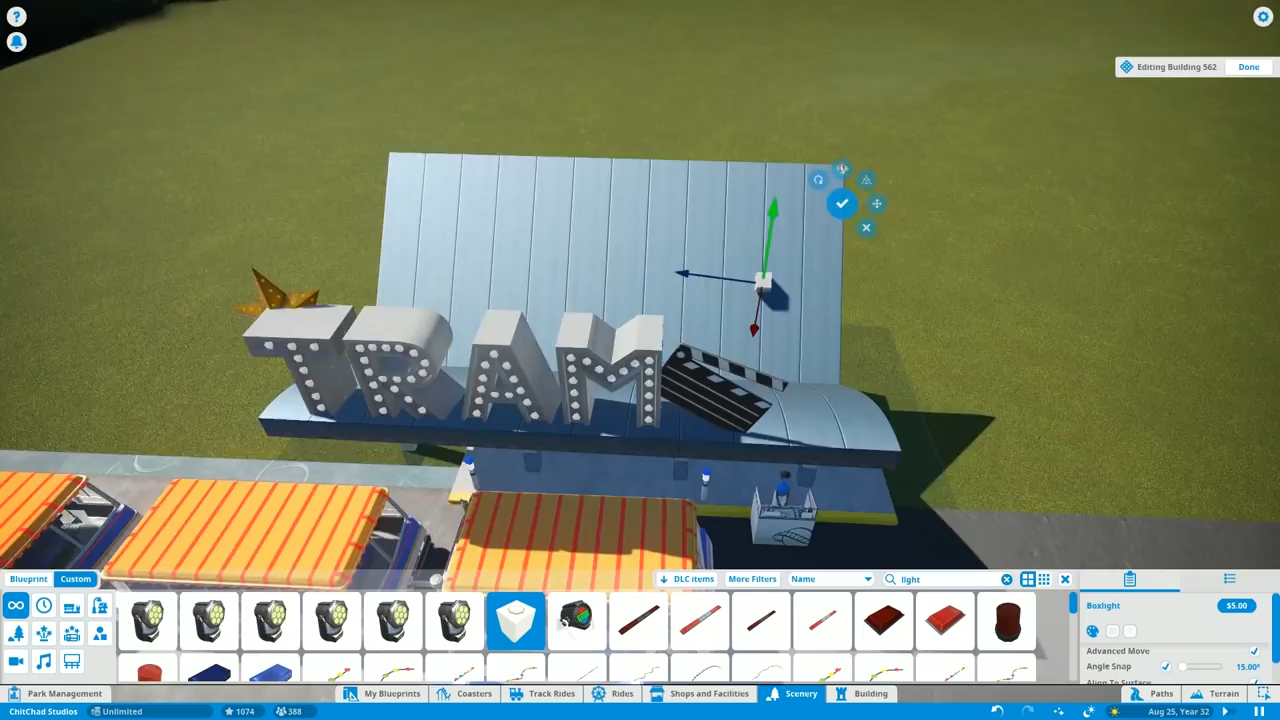 ?
Editing Building 562 Done
TRAM
Blueprint Custom DLC items More Filters Name light
Boxlight $5.00
Advanced Move
Angle Snap 15.00°
Park Management My Blueprints Coasters Track Rides Rides Shops and Facilities Scenery Building Paths Terrain
ChitChad Studios Unlimited 1074 388 Aug 25, Year 32